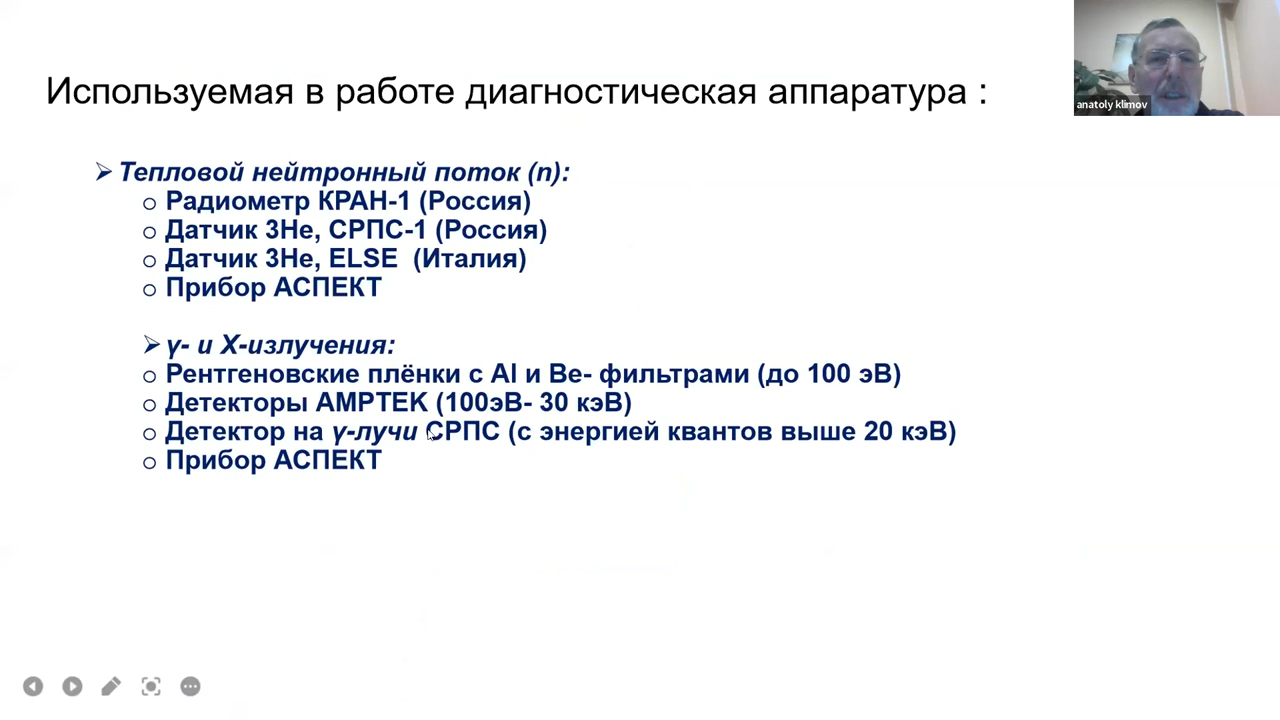 Используемая в работе диагностическая аппаратура :
anatoly klimov
➢ Тепловой нейтронный поток (n):
o Радиометр КРАН-1 (Россия)
o Датчик 3He, СРПС-1 (Россия)
o Датчик 3He, ELSE (Италия)
o Прибор АСПЕКТ
➢ γ- и X-излучения:
o Рентгеновские плёнки с Al и Be- фильтрами (до 100 эВ)
o Детекторы AMPTEK (100эВ- 30 кэВ)
o Детектор на γ-лучи СРПС (с энергией квантов выше 20 кэВ)
o Прибор АСПЕКТ